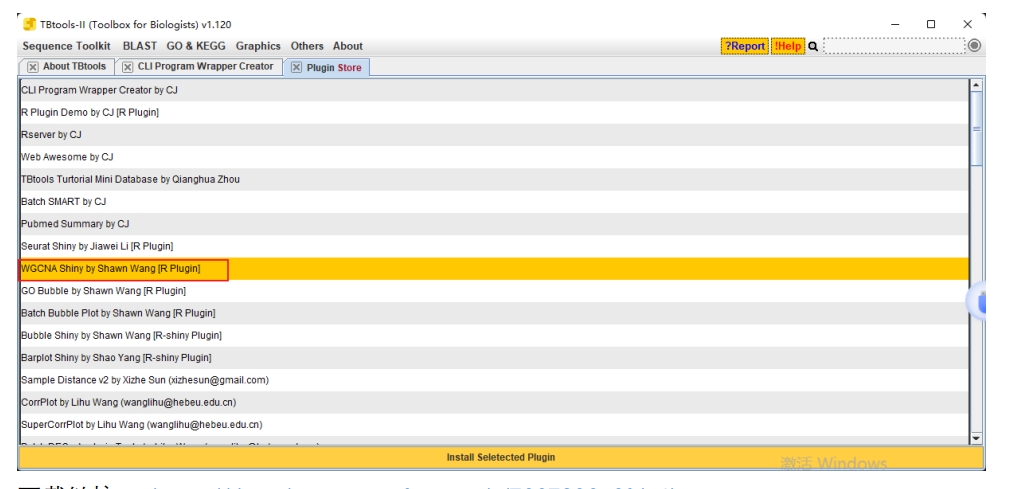 TBtools-II (Toolbox for Biologists) v1.120
Sequence Toolkit BLAST GO & KEGG Graphics Others About ?Report !Help
About TBtools CLI Program Wrapper Creator Plugin Store
CLI Program Wrapper Creator by CJ
R Plugin Demo by CJ [R Plugin]
Rserver by CJ
Web Awesome by CJ
TBtools Turtorial Mini Database by Qianghua Zhou
Batch SMART by CJ
Pubmed Summary by CJ
Seurat Shiny by Jiawei Li [R Plugin]
WGCNA Shiny by Shawn Wang [R Plugin]
GO Bubble by Shawn Wang [R Plugin]
Batch Bubble Plot by Shawn Wang [R Plugin]
Bubble Shiny by Shawn Wang [R-shiny Plugin]
Barplot Shiny by Shao Yang [R-shiny Plugin]
Sample Distance v2 by Xizhe Sun (xizhesun@gmail.com)
CorrPlot by Lihu Wang (wanglihu@hebeu.edu.cn)
SuperCorrPlot by Lihu Wang (wanglihu@hebeu.edu.cn)
Install Seletected Plugin
激活 Windows